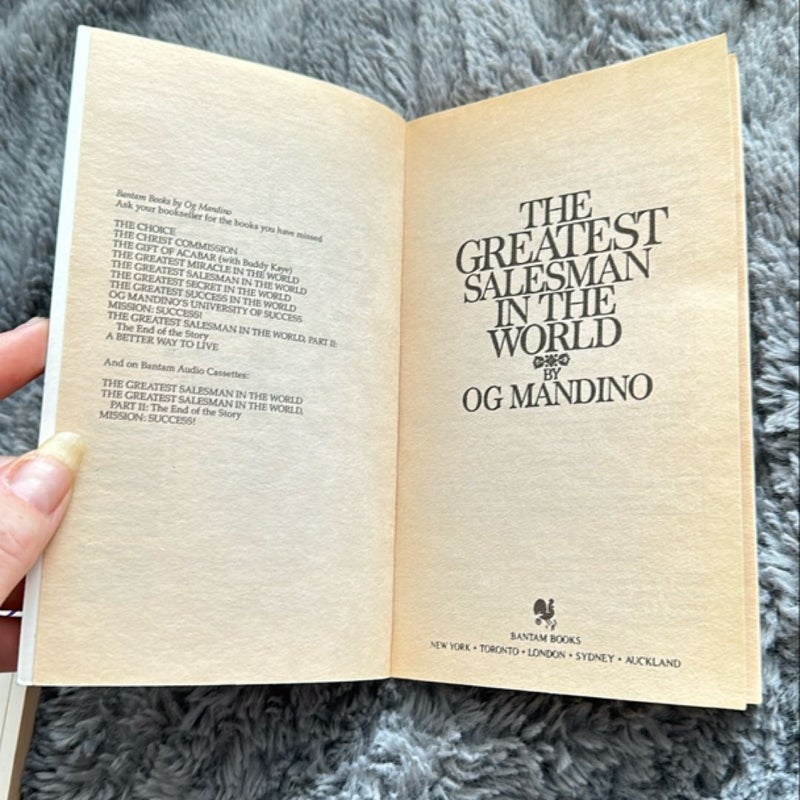 Bantam Books by Og Mandino
Ask your bookseller for the books you have missed
THE CHOICE
THE CHRIST COMMISSION
THE GIFT OF ACABAR (with Buddy Kaye)
THE GREATEST MIRACLE IN THE WORLD
THE GREATEST SALESMAN IN THE WORLD
THE GREATEST SECRET IN THE WORLD
THE GREATEST SUCCESS IN THE WORLD
OG MANDINO'S UNIVERSITY OF SUCCESS
MISSION: SUCCESS!
THE GREATEST SALESMAN IN THE WORLD, PART II:
The End of the Story
A BETTER WAY TO LIVE
And on Bantam Audio Cassettes:
THE GREATEST SALESMAN IN THE WORLD
THE GREATEST SALESMAN IN THE WORLD,
PART II: The End of the Story
MISSION: SUCCESS!
THE
GREATEST
SALESMAN
IN THE
WORLD
BY
OG MANDINO
BANTAM BOOKS
NEW YORK • TORONTO • LONDON • SYDNEY • AUCKLAND